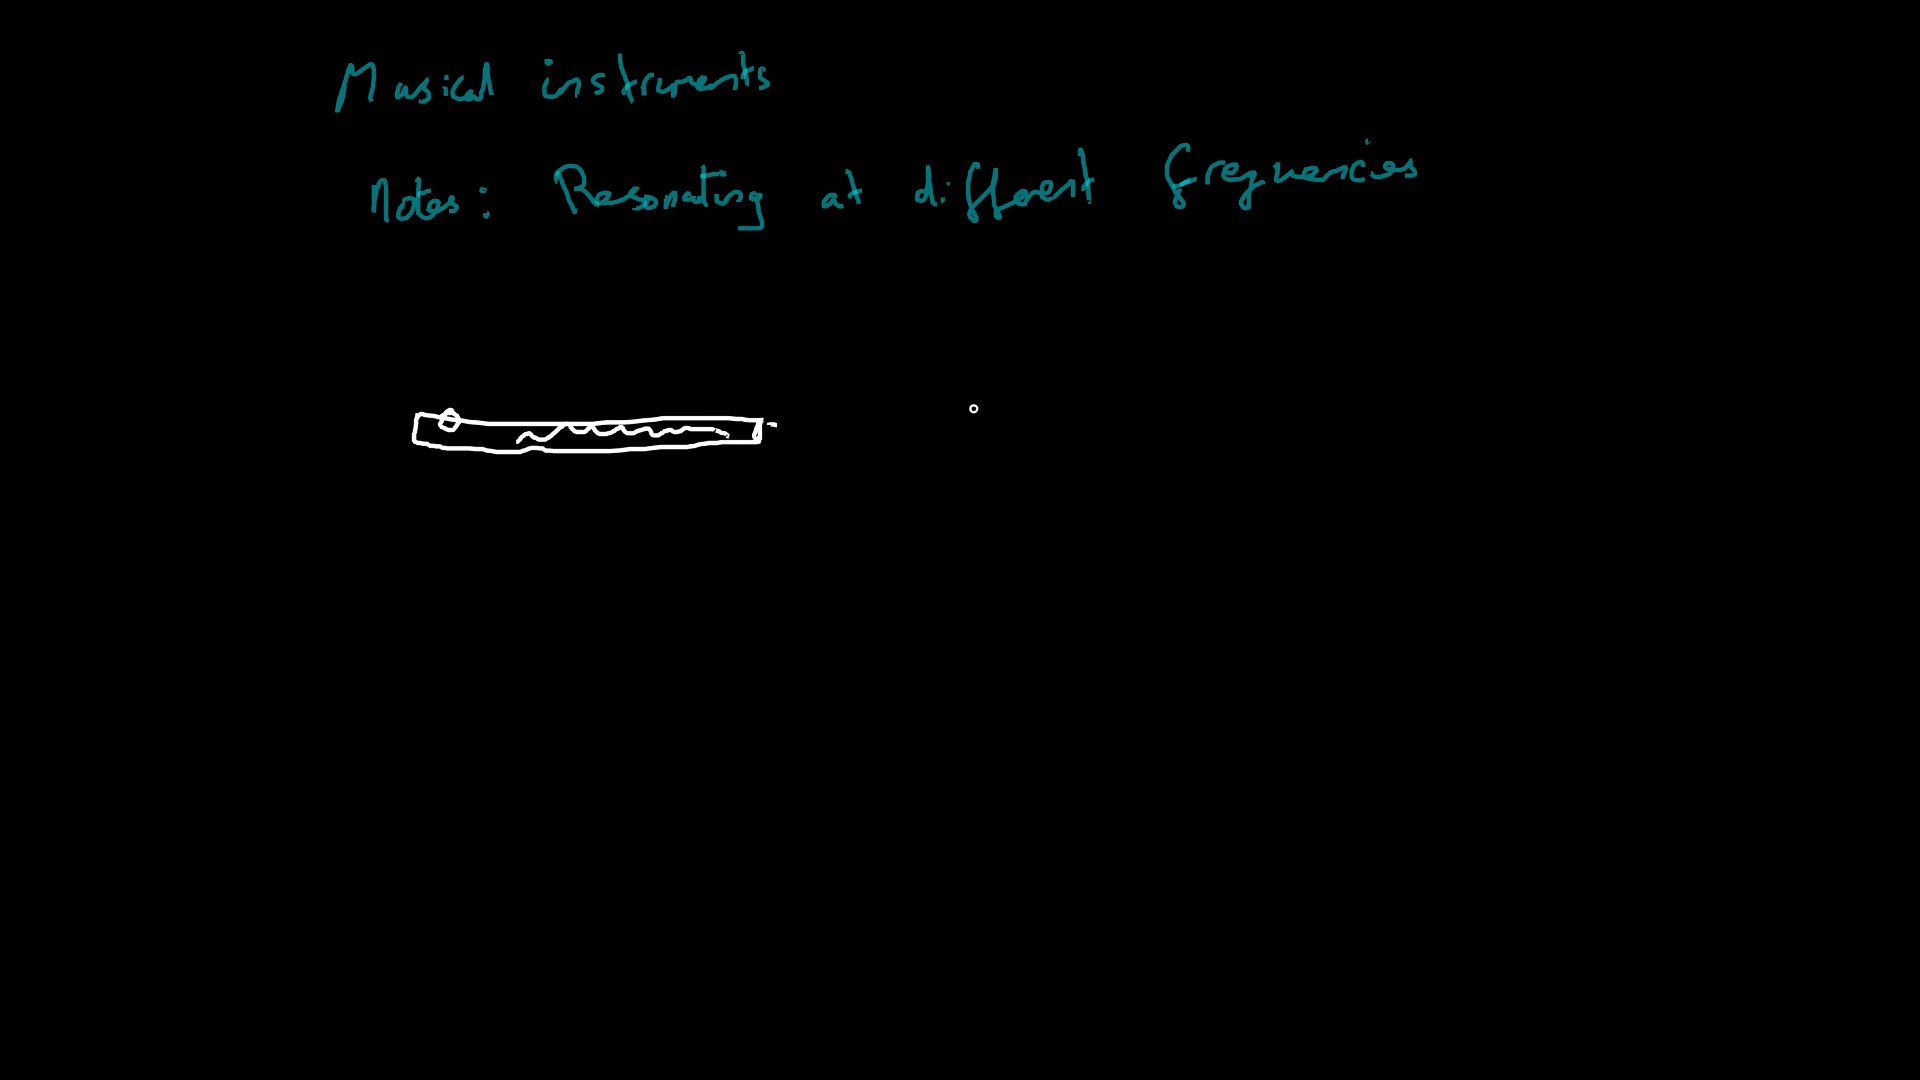 Musical instruments
Notes: Resonating at different frequencies